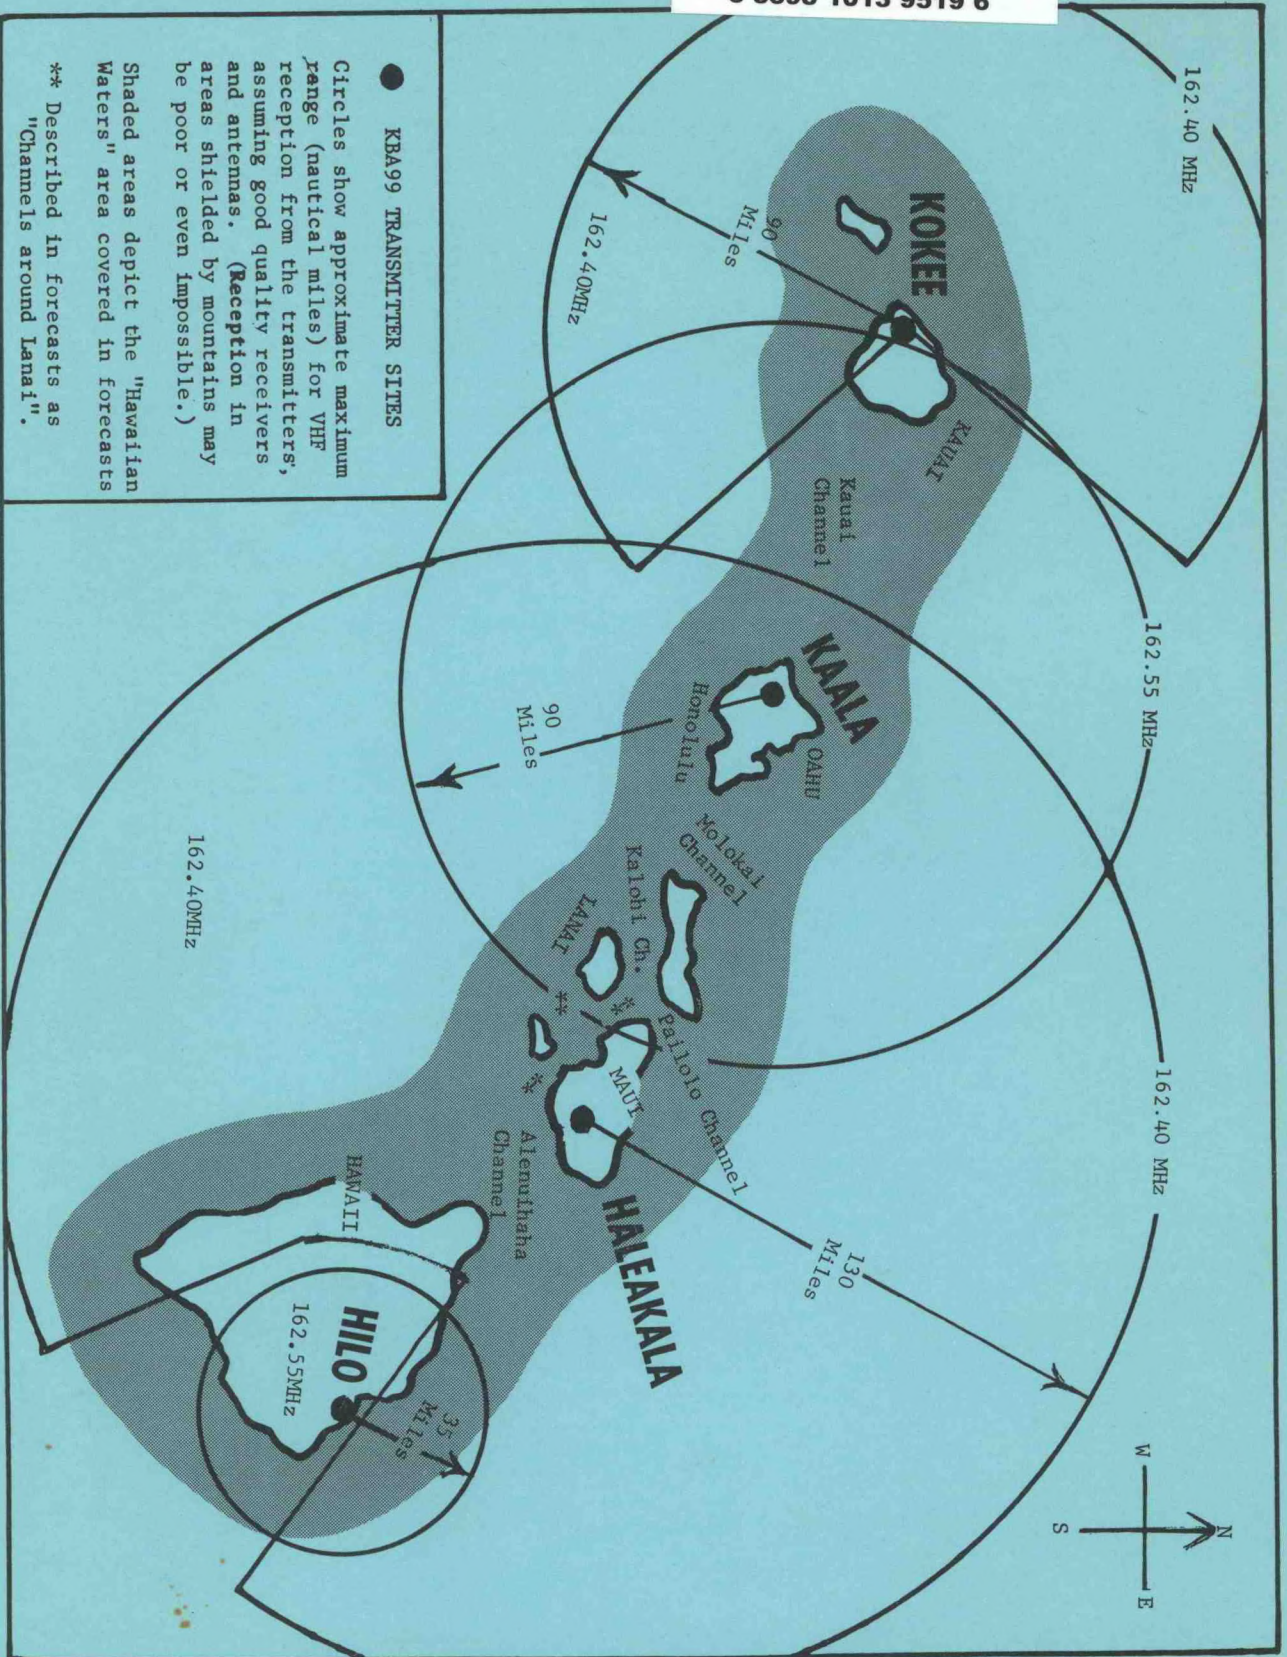 ● KBA99 TRANSMITTER SITES
Circles show approximate maximum
range (nautical miles) for VHF
reception from the transmitters,
assuming good quality receivers
and antennas. (Reception in
areas shielded by mountains may
be poor or even impossible.)
Shaded areas depict the "Hawaiian
Waters" area covered in forecasts
** Described in forecasts as
"Channels around Lanai".
162.40 MHz
KOKEE
90
Miles
162.40MHz
KAUAI
Kauai
Channel
162.55 MHz
KAALA
OAHU
Honolulu
90
Miles
Molokai
Channel
Kalohi Ch.
LANAI
*
**
**
Pailolo Channel
MAUI
162.40 MHz
162.40MHz
130
Miles
HALEAKALA
Alenuihaha
Channel
HAWAII
HILO
162.55MHz
35
Miles
N
W
E
S